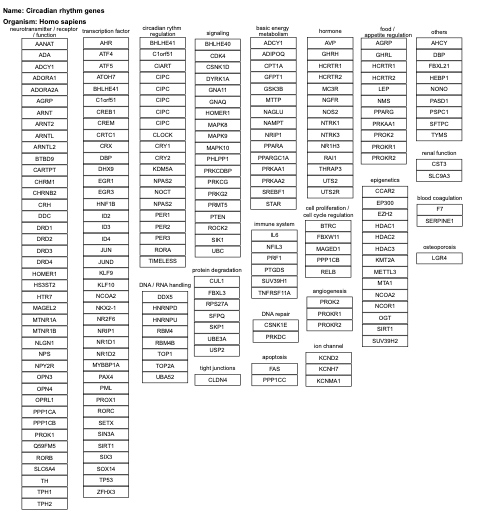 Name: Circadian rhythm genes
Organism: Homo sapiens
neurotransmitter / receptor
/ function
AANAT
ADA
ADCY1
ADORA1
ADORA2A
AGRP
ARNT
ARNTL
ARNTL2
BTBD9
CARTPT
CHRM1
CHRNB2
CRH
DDC
DRD1
DRD2
DRD3
DRD4
HOMER1
HS3ST2
HTR7
MAGEL2
MTNR1A
MTNR1B
NLGN1
NPS
NPY2R
OPN3
OPN4
OPRL1
PPP1CA
PPP1CB
PROK1
Q59FM5
RORB
SLC6A4
TH
TPH1
TPH2
transcription factor
AHR
ATF4
ATF5
ATOH7
BHLHE41
C1orf51
CREB1
CREM
CRTC1
CRX
DBP
DHX9
EGR1
EGR3
HNF1B
ID2
ID3
ID4
JUN
JUND
KLF9
KLF10
NCOA2
NKX2-1
NR2F6
NRIP1
NR1D1
NR1D2
MYBBP1A
PAX4
PML
PROX1
RORC
SETX
SIN3A
SIRT1
SIX3
SOX14
TP53
ZFHX3
circadian rythm
regulation
BHLHE41
C1orf51
CIART
CIPC
CIPC
CIPC
CIPC
CLOCK
CRY1
CRY2
KDM5A
NPAS2
NOCT
NPAS2
PER1
PER2
PER3
RORA
TIMELESS
DNA / RNA handling
DDX5
HNRNPD
HNRNPU
RBM4
RBM4B
TOP1
TOP2A
UBA52
signaling
BHLHE40
CDK4
CSNK1D
DYRK1A
GNA11
GNAQ
HOMER1
MAPK8
MAPK9
MAPK10
PHLPP1
PRKCDBP
PRKCG
PRKG2
PRMT5
PTEN
ROCK2
SIK1
UBC
protein degradation
CUL1
FBXL3
RPS27A
SFPQ
SKP1
UBE3A
USP2
tight junctions
CLDN4
basic energy
metabolism
ADCY1
ADIPOQ
CPT1A
GFPT1
GSK3B
MTTP
NAGLU
NAMPT
NRIP1
PPARA
PPARGC1A
PRKAA1
PRKAA2
SREBF1
STAR
immune system
IL6
NFIL3
PRF1
PTGDS
SUV39H1
TNFRSF11A
DNA repair
CSNK1E
PRKDC
apoptosis
FAS
PPP1CC
hormone
AVP
GHRH
HCRTR1
HCRTR2
MC3R
NGFR
NOS2
NTRK1
NTRK3
NR1H3
RAI1
THRAP3
UTS2
UTS2R
cell proliferation /
cell cycle regulation
BTRC
FBXW11
MAGED1
PPP1CB
RELB
angiogenesis
PROK2
PROKR1
PROKR2
ion channel
KCND2
KCNH7
KCNMA1
food /
appetite regulation
AGRP
GHRL
HCRTR1
HCRTR2
LEP
NMS
PPARG
PRKAA1
PROK2
PROKR1
PROKR2
epigenetics
CCAR2
EP300
EZH2
HDAC1
HDAC2
HDAC3
KMT2A
METTL3
MTA1
NCOA2
NCOR1
OGT
SIRT1
SUV39H2
others
AHCY
DBP
FBXL21
HEBP1
NONO
PASD1
PSPC1
SFTPC
TYMS
renal function
CST3
SLC9A3
blood coagulation
F7
SERPINE1
osteoporosis
LGR4